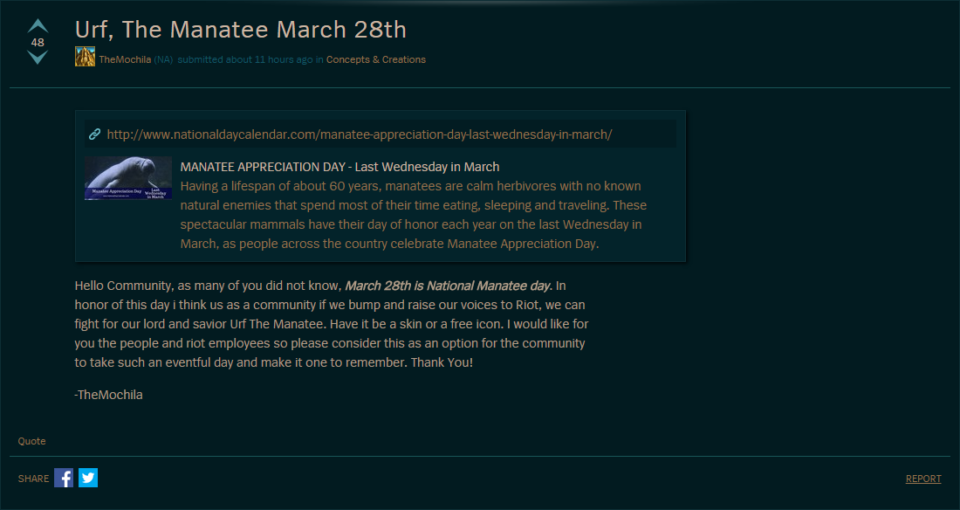 48
Urf, The Manatee March 28th
TheMochila (NA) submitted about 11 hours ago in Concepts & Creations
http://www.nationaldaycalendar.com/manatee-appreciation-day-last-wednesday-in-march/
Manatee Appreciation Day
Last
Wednesday
in March
MANATEE APPRECIATION DAY - Last Wednesday in March
Having a lifespan of about 60 years, manatees are calm herbivores with no known
natural enemies that spend most of their time eating, sleeping and traveling. These
spectacular mammals have their day of honor each year on the last Wednesday in
March, as people across the country celebrate Manatee Appreciation Day.
Hello Community, as many of you did not know, March 28th is National Manatee day. In
honor of this day i think us as a community if we bump and raise our voices to Riot, we can
fight for our lord and savior Urf The Manatee. Have it be a skin or a free icon. I would like for
you the people and riot employees so please consider this as an option for the community
to take such an eventful day and make it one to remember. Thank You!
-TheMochila
Quote
SHARE f
REPORT